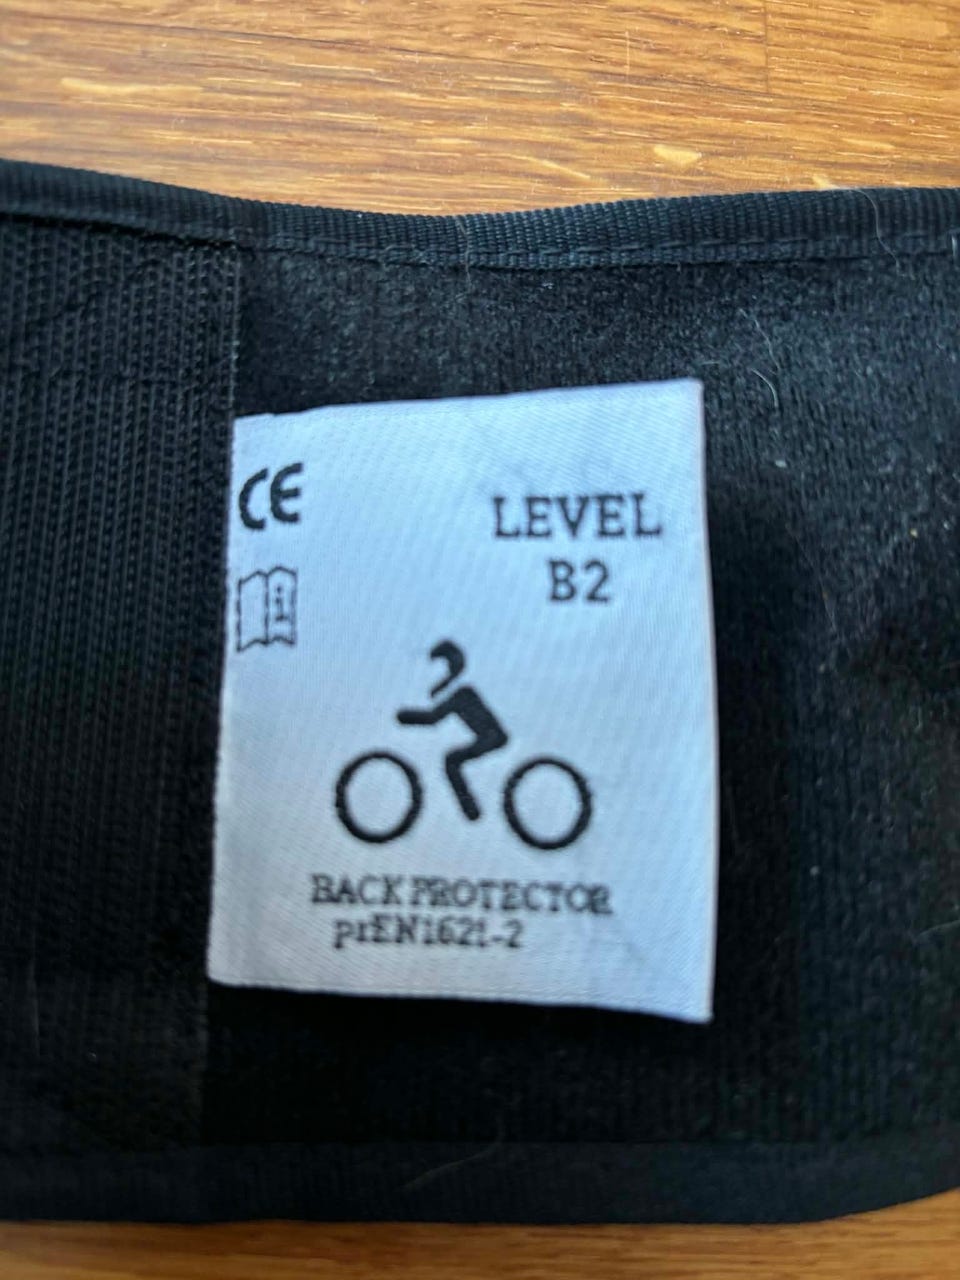 CE
LEVEL
B2
BACK PROTECTOR
prEN1621-2